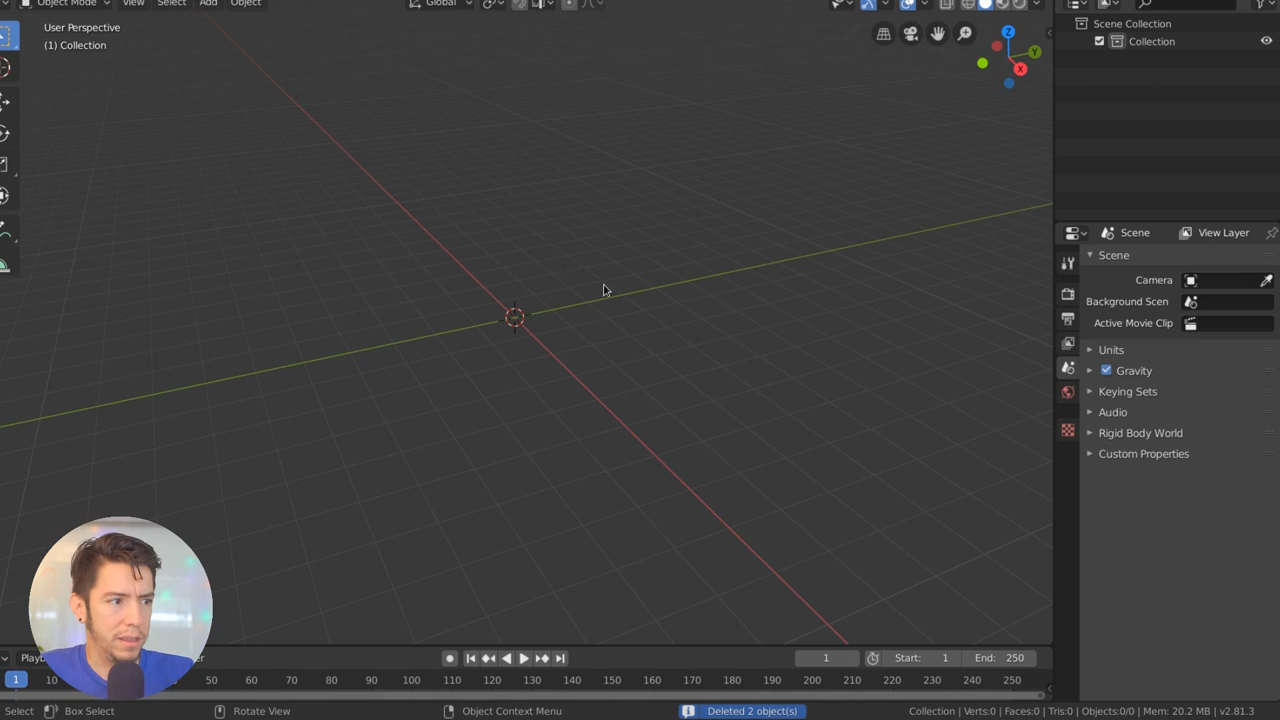 Object Mode View Select Add Object Global
User Perspective
(1) Collection
Z
Y
X
Scene Collection
Collection
Scene View Layer
Scene
Camera
Background Scen
Active Movie Clip
Units
Gravity
Keying Sets
Audio
Rigid Body World
Custom Properties
1 Start: 1 End: 250
1 10 50 60 70 80 90 100 110 120 130 140 150 160 170 180 190 200 210 220 230 240 250
Select Box Select Rotate View Object Context Menu Deleted 2 object(s) Collection | Verts:0 | Faces:0 | Tris:0 | Objects:0/0 | Mem: 20.2 MB | v2.81.3